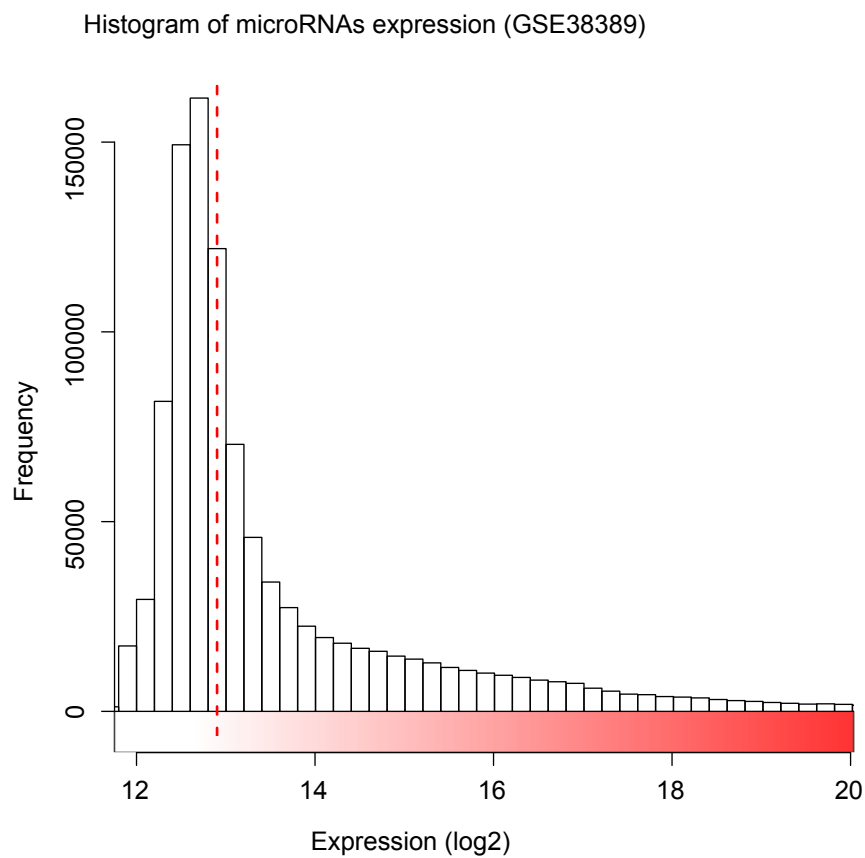 Histogram of microRNAs expression (GSE38389)
150000
100000
50000
0
Frequency
12 14 16 18 20
Expression (log2)